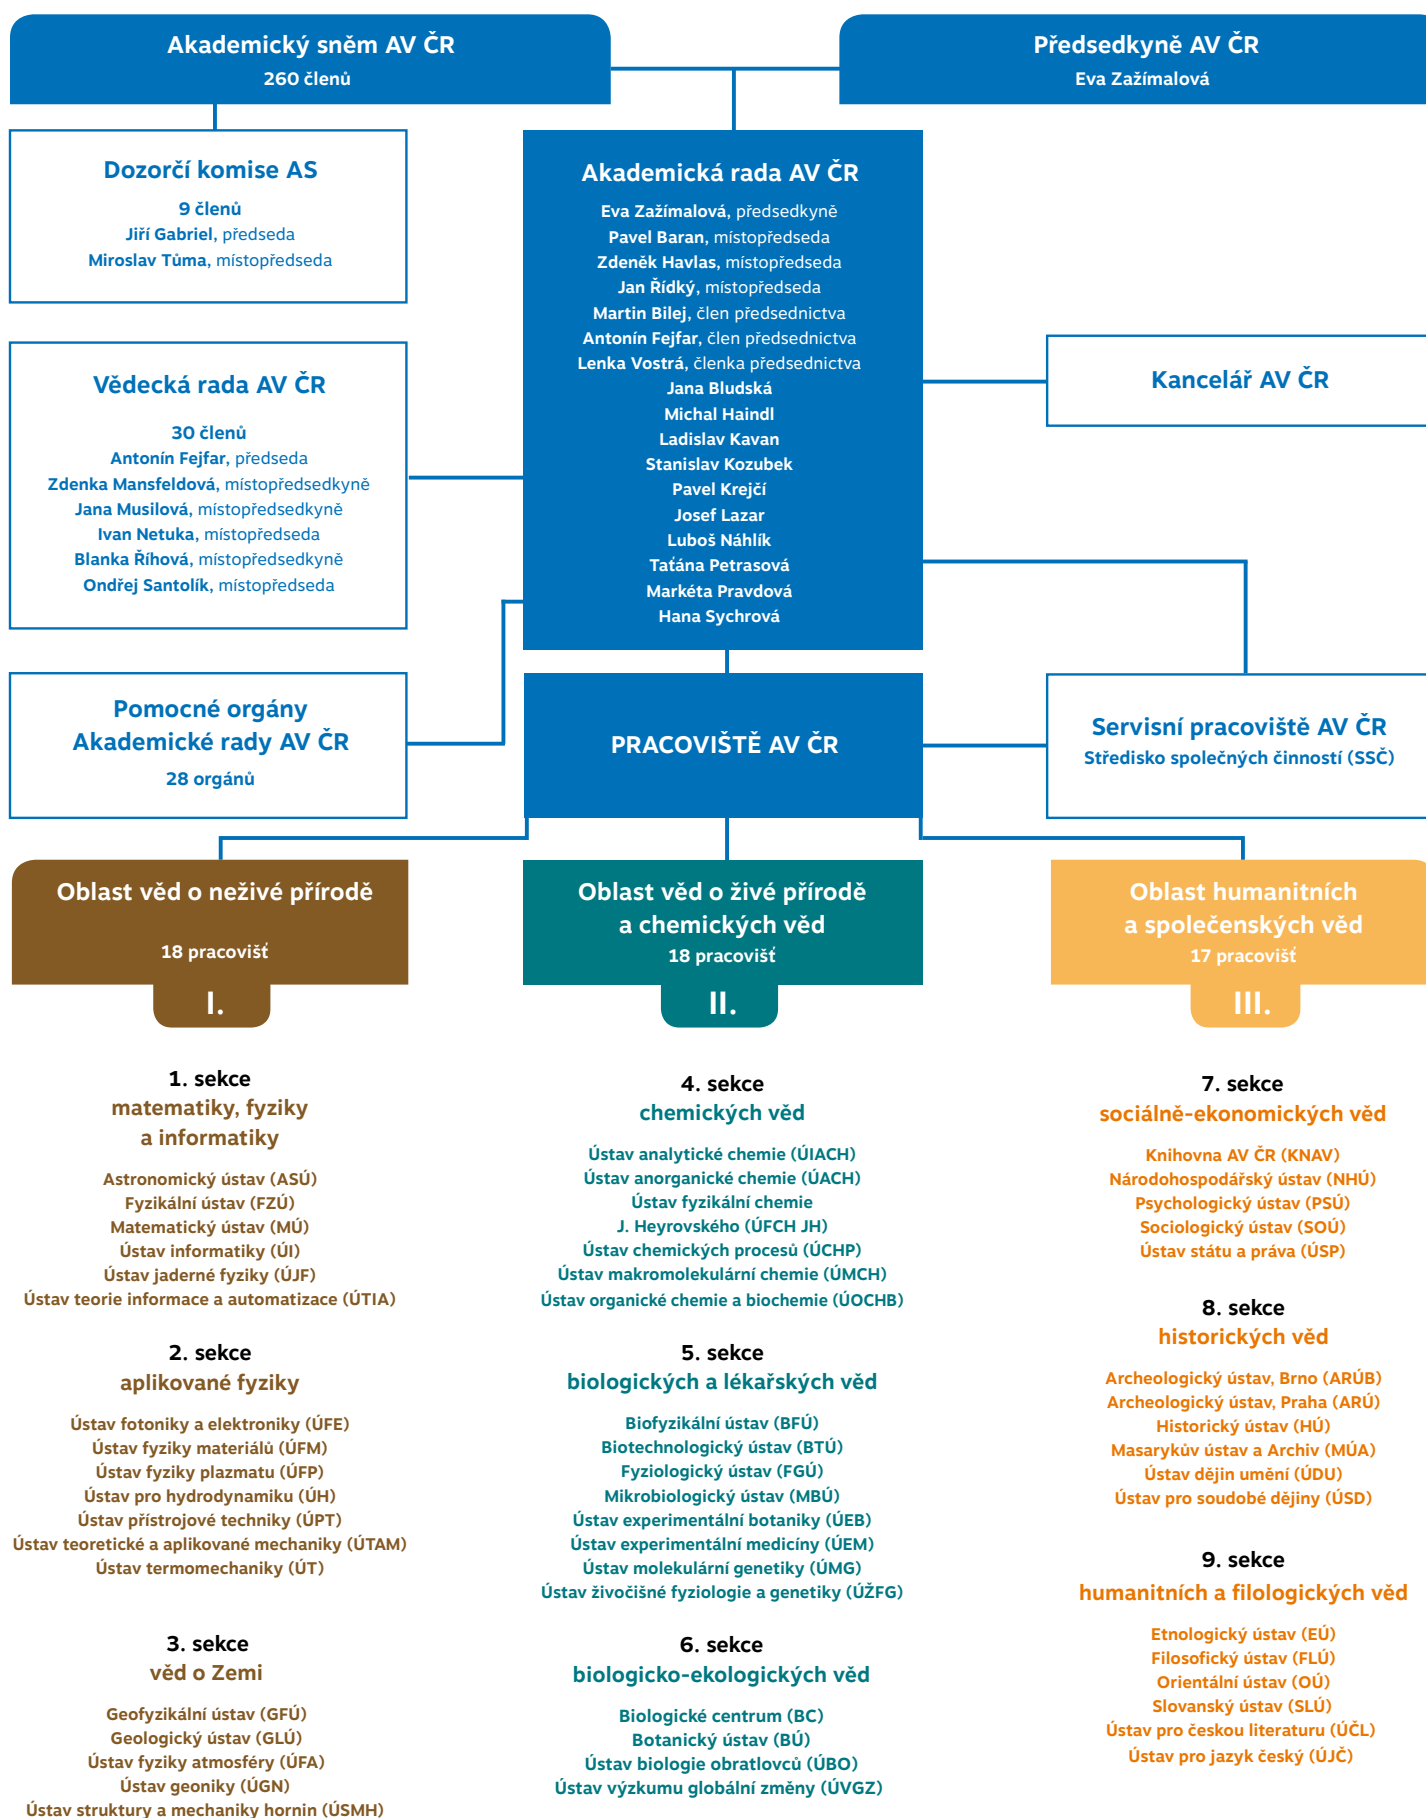 Akademický sněm AV ČR
260 členů
Předsedkyně AV ČR
Eva Zažímalová
Dozorčí komise AS
9 členů
Jiří Gabriel, předseda
Miroslav Tůma, místopředseda
Akademická rada AV ČR
Eva Zažímalová, předsedkyně
Pavel Baran, místopředseda
Zdeněk Havlas, místopředseda
Jan Řídký, místopředseda
Martin Bilej, člen předsednictva
Antonín Fejfar, člen předsednictva
Lenka Vostrá, členka předsednictva
Jana Bludská
Michal Haindl
Ladislav Kavan
Stanislav Kozubek
Pavel Krejčí
Josef Lazar
Luboš Náhlík
Taťána Petrasová
Markéta Pravdová
Hana Sychrová
Vědecká rada AV ČR
30 členů
Antonín Fejfar, předseda
Zdenka Mansfeldová, místopředsedkyně
Jana Musilová, místopředsedkyně
Ivan Netuka, místopředseda
Blanka Říhová, místopředsedkyně
Ondřej Santolík, místopředseda
Kancelář AV ČR
Pomocné orgány
Akademické rady AV ČR
28 orgánů
PRACOVIŠTĚ AV ČR
Servisní pracoviště AV ČR
Středisko společných činností (SSČ)
Oblast věd o neživé přírodě
18 pracovišť
I.
Oblast věd o živé přírodě
a chemických věd
18 pracovišť
II.
Oblast humanitních
a společenských věd
17 pracovišť
III.
1. sekce
matematiky, fyziky
a informatiky
Astronomický ústav (ASÚ)
Fyzikální ústav (FZÚ)
Matematický ústav (MÚ)
Ústav informatiky (ÚI)
Ústav jaderné fyziky (ÚJF)
Ústav teorie informace a automatizace (ÚTIA)
2. sekce
aplikované fyziky
Ústav fotoniky a elektroniky (ÚFE)
Ústav fyziky materiálů (ÚFM)
Ústav fyziky plazmatu (ÚFP)
Ústav pro hydrodynamiku (ÚH)
Ústav přístrojové techniky (ÚPT)
Ústav teoretické a aplikované mechaniky (ÚTAM)
Ústav termomechaniky (ÚT)
3. sekce
věd o Zemi
Geofyzikální ústav (GFÚ)
Geologický ústav (GLÚ)
Ústav fyziky atmosféry (ÚFA)
Ústav geoniky (ÚGN)
Ústav struktury a mechaniky hornin (ÚSMH)
4. sekce
chemických věd
Ústav analytické chemie (ÚIACH)
Ústav anorganické chemie (ÚACH)
Ústav fyzikální chemie
J. Heyrovského (ÚFCH JH)
Ústav chemických procesů (ÚCHP)
Ústav makromolekulární chemie (ÚMCH)
Ústav organické chemie a biochemie (ÚOCHB)
5. sekce
biologických a lékařských věd
Biofyzikální ústav (BFÚ)
Biotechnologický ústav (BTÚ)
Fyziologický ústav (FGÚ)
Mikrobiologický ústav (MBÚ)
Ústav experimentální botaniky (ÚEB)
Ústav experimentální medicíny (ÚEM)
Ústav molekulární genetiky (ÚMG)
Ústav živočišné fyziologie a genetiky (ÚŽFG)
6. sekce
biologicko-ekologických věd
Biologické centrum (BC)
Botanický ústav (BÚ)
Ústav biologie obratlovců (ÚBO)
Ústav výzkumu globální změny (ÚVGZ)
7. sekce
sociálně-ekonomických věd
Knihovna AV ČR (KNAV)
Národohospodářský ústav (NHÚ)
Psychologický ústav (PSÚ)
Sociologický ústav (SOÚ)
Ústav státu a práva (ÚSP)
8. sekce
historických věd
Archeologický ústav, Brno (ARÚB)
Archeologický ústav, Praha (ARÚ)
Historický ústav (HÚ)
Masarykův ústav a Archiv (MÚA)
Ústav dějin umění (ÚDU)
Ústav pro soudobé dějiny (ÚSD)
9. sekce
humanitních a filologických věd
Etnologický ústav (EÚ)
Filosofický ústav (FLÚ)
Orientální ústav (OÚ)
Slovanský ústav (SLÚ)
Ústav pro českou literaturu (ÚČL)
Ústav pro jazyk český (ÚJČ)